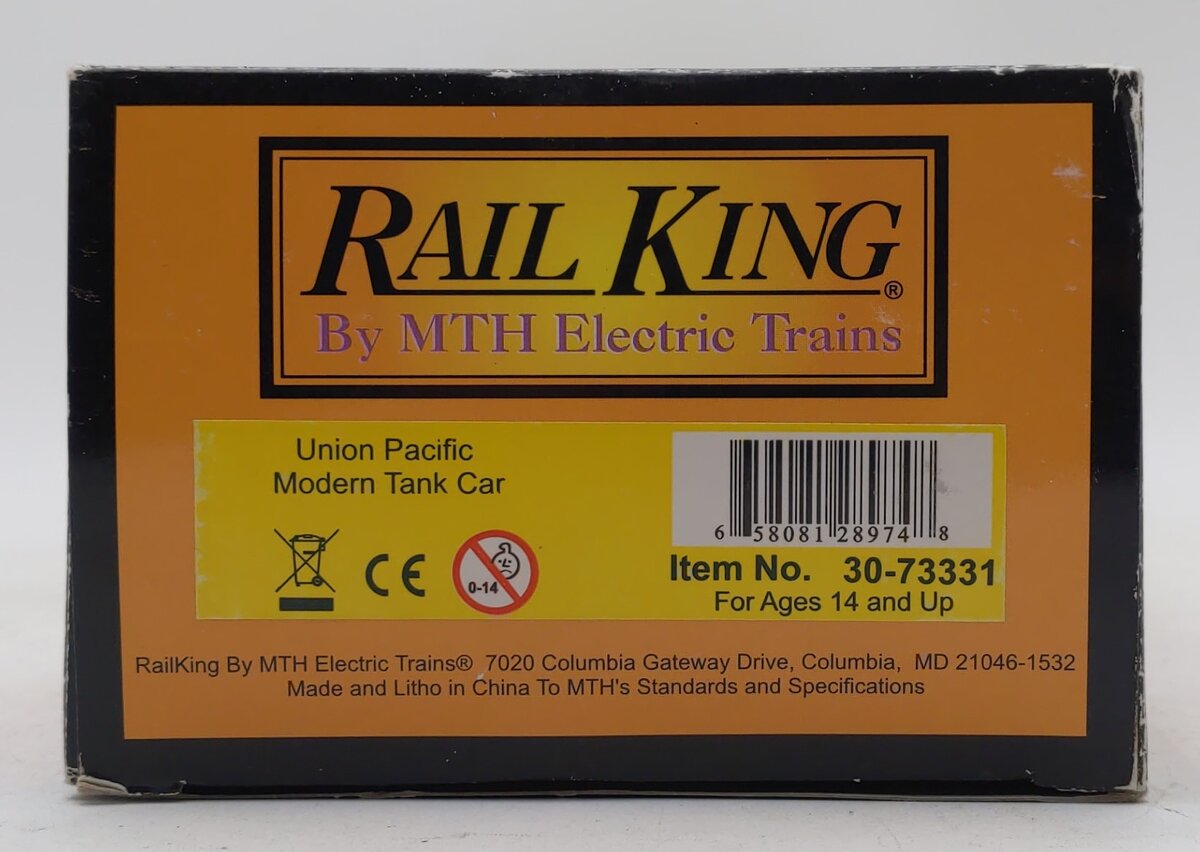 RAIL KING®
By MTH Electric Trains
Union Pacific
Modern Tank Car
6 58081 28974 8
CE
0-14
Item No. 30-73331
For Ages 14 and Up
RailKing By MTH Electric Trains® 7020 Columbia Gateway Drive, Columbia, MD 21046-1532
Made and Litho in China To MTH's Standards and Specifications